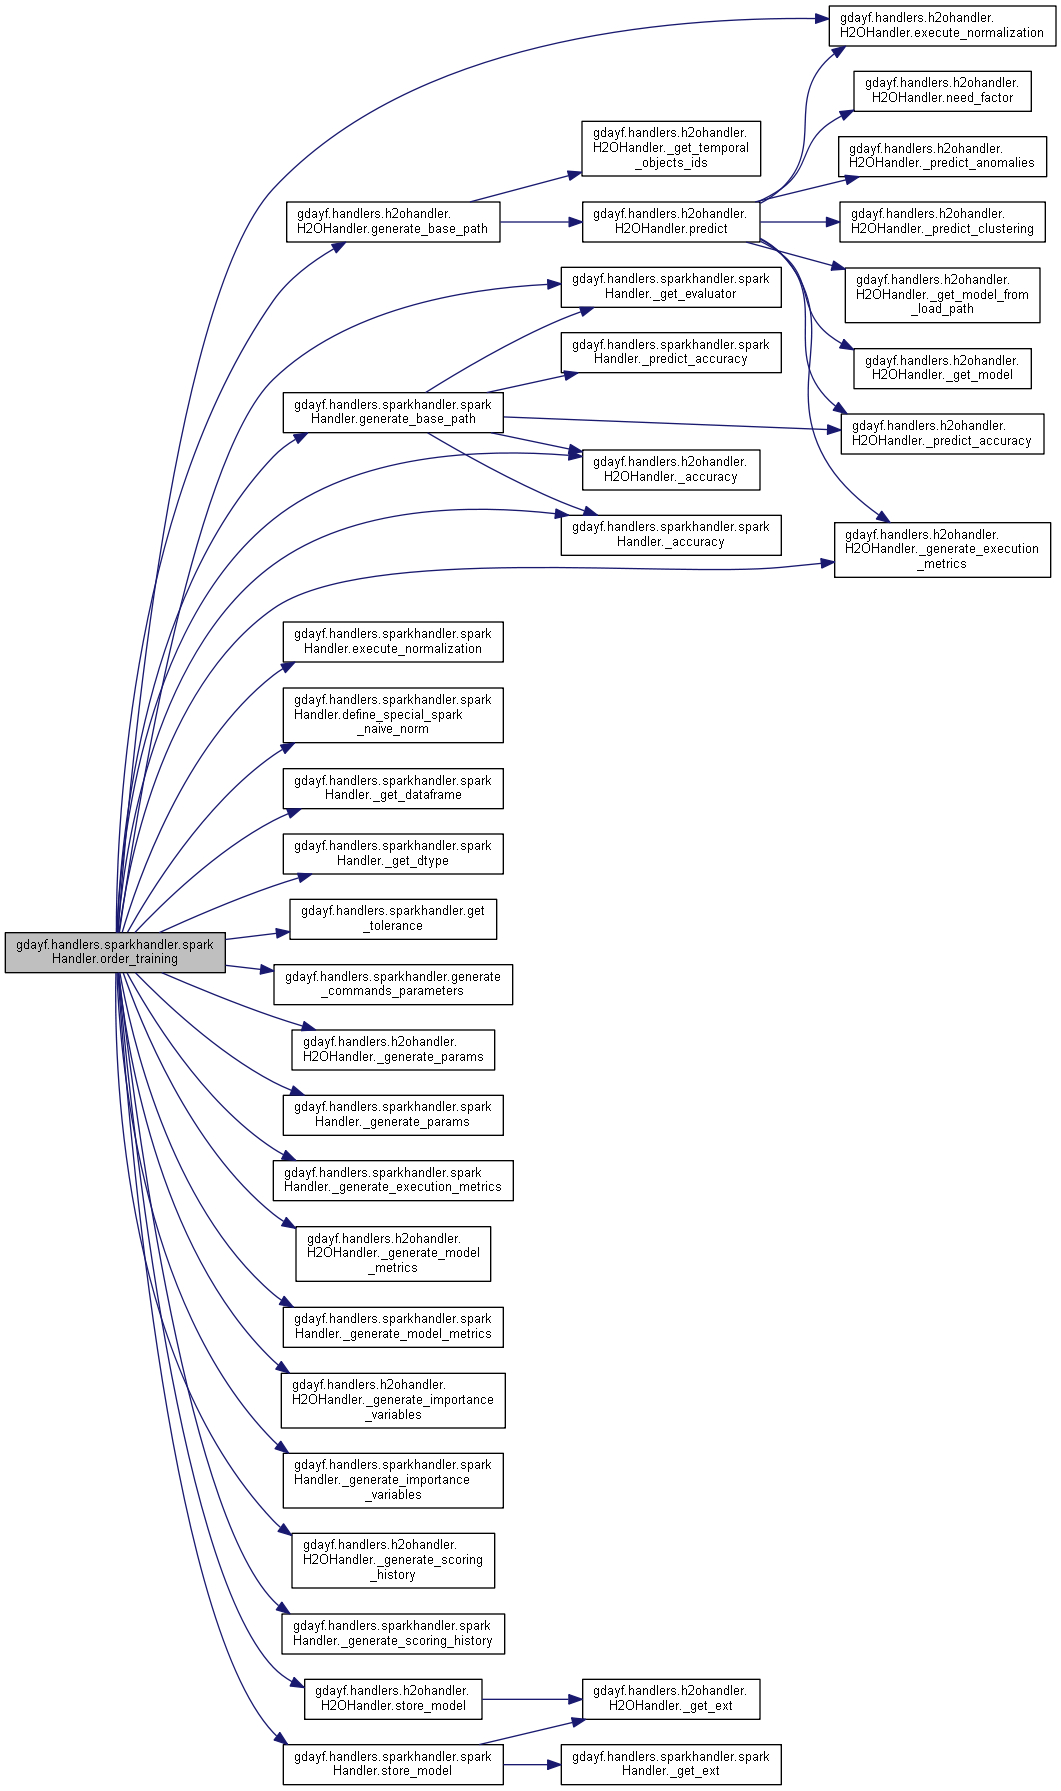 gdayf.handlers.h2ohandler.
H2OHandler.execute_normalization
gdayf.handlers.h2ohandler.
H2OHandler.need_factor
gdayf.handlers.h2ohandler.
H2OHandler._get_temporal
_objects_ids
gdayf.handlers.h2ohandler.
H2OHandler._predict_anomalies
gdayf.handlers.h2ohandler.
H2OHandler.generate_base_path
gdayf.handlers.h2ohandler.
H2OHandler.predict
gdayf.handlers.h2ohandler.
H2OHandler._predict_clustering
gdayf.handlers.sparkhandler.spark
Handler._get_evaluator
gdayf.handlers.h2ohandler.
H2OHandler._get_model_from
_load_path
gdayf.handlers.sparkhandler.spark
Handler._predict_accuracy
gdayf.handlers.h2ohandler.
H2OHandler._get_model
gdayf.handlers.sparkhandler.spark
Handler.generate_base_path
gdayf.handlers.h2ohandler.
H2OHandler._predict_accuracy
gdayf.handlers.h2ohandler.
H2OHandler._accuracy
gdayf.handlers.sparkhandler.spark
Handler._accuracy
gdayf.handlers.h2ohandler.
H2OHandler._generate_execution
_metrics
gdayf.handlers.sparkhandler.spark
Handler.execute_normalization
gdayf.handlers.sparkhandler.spark
Handler.define_special_spark
_naive_norm
gdayf.handlers.sparkhandler.spark
Handler._get_dataframe
gdayf.handlers.sparkhandler.spark
Handler._get_dtype
gdayf.handlers.sparkhandler.get
_tolerance
gdayf.handlers.sparkhandler.spark
Handler.order_training
gdayf.handlers.sparkhandler.generate
_commands_parameters
gdayf.handlers.h2ohandler.
H2OHandler._generate_params
gdayf.handlers.sparkhandler.spark
Handler._generate_params
gdayf.handlers.sparkhandler.spark
Handler._generate_execution_metrics
gdayf.handlers.h2ohandler.
H2OHandler._generate_model
_metrics
gdayf.handlers.sparkhandler.spark
Handler._generate_model_metrics
gdayf.handlers.h2ohandler.
H2OHandler._generate_importance
_variables
gdayf.handlers.sparkhandler.spark
Handler._generate_importance
_variables
gdayf.handlers.h2ohandler.
H2OHandler._generate_scoring
_history
gdayf.handlers.sparkhandler.spark
Handler._generate_scoring_history
gdayf.handlers.h2ohandler.
H2OHandler.store_model
gdayf.handlers.h2ohandler.
H2OHandler._get_ext
gdayf.handlers.sparkhandler.spark
Handler.store_model
gdayf.handlers.sparkhandler.spark
Handler._get_ext